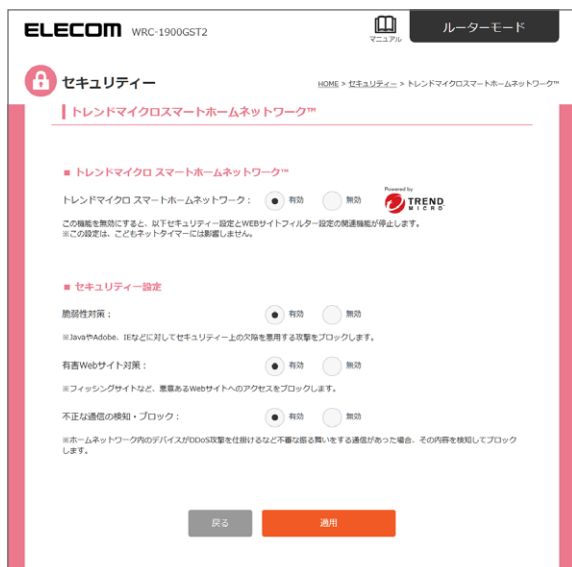 ELECOM WRC-1900GST2
マニュアル
ルーターモード
セキュリティー
HOME > セキュリティー > トレンドマイクロスマートホームネットワーク™
トレンドマイクロスマートホームネットワーク™
■ トレンドマイクロ スマートホームネットワーク™
トレンドマイクロ スマートホームネットワーク： 有効 無効
Powered by
TREND
MICRO
この機能を無効にすると、以下セキュリティー設定とWEBサイトフィルター設定の関連機能が停止します。
※この設定は、こどもネットタイマーには影響しません。
■ セキュリティー設定
脆弱性対策： 有効 無効
※JavaやAdobe、IEなどに対してセキュリティー上の欠陥を悪用する攻撃をブロックします。
有害Webサイト対策： 有効 無効
※フィッシングサイトなど、悪意あるWebサイトへのアクセスをブロックします。
不正な通信の検知・ブロック： 有効 無効
※ホームネットワーク内のデバイスがDDoS攻撃を仕掛けるなど不審な振る舞いをする通信があった場合、その内容を検知してブロック
します。
戻る 適用